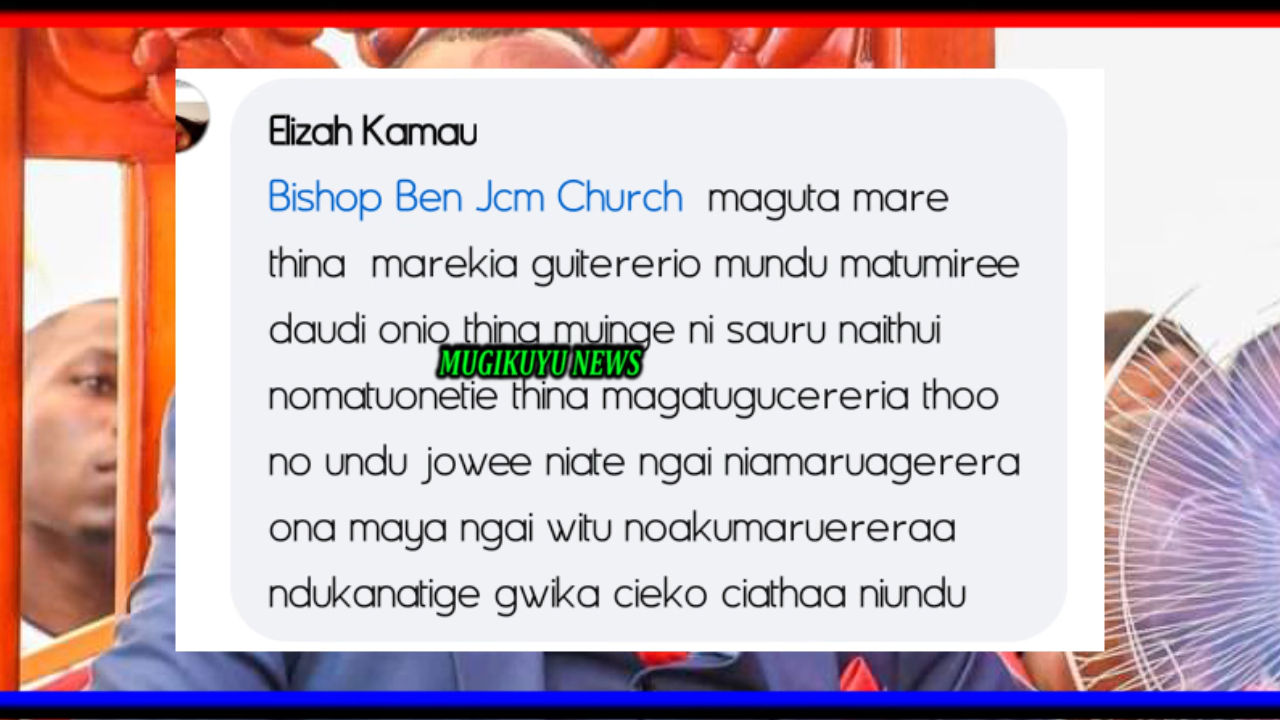 Elizah Kamau
Bishop Ben Jcm Church maguta mare
thina marekia guitererio mundu matumiree
daudi onio thina muinge ni sauru naithui
MUGIKUYU NEWS
nomatuonetie thina magatugucereria thoo
no undu jowee niate ngai niamaruagerera
ona maya ngai witu noakumaruereraa
ndukanatige gwika cieko ciathaa niundu